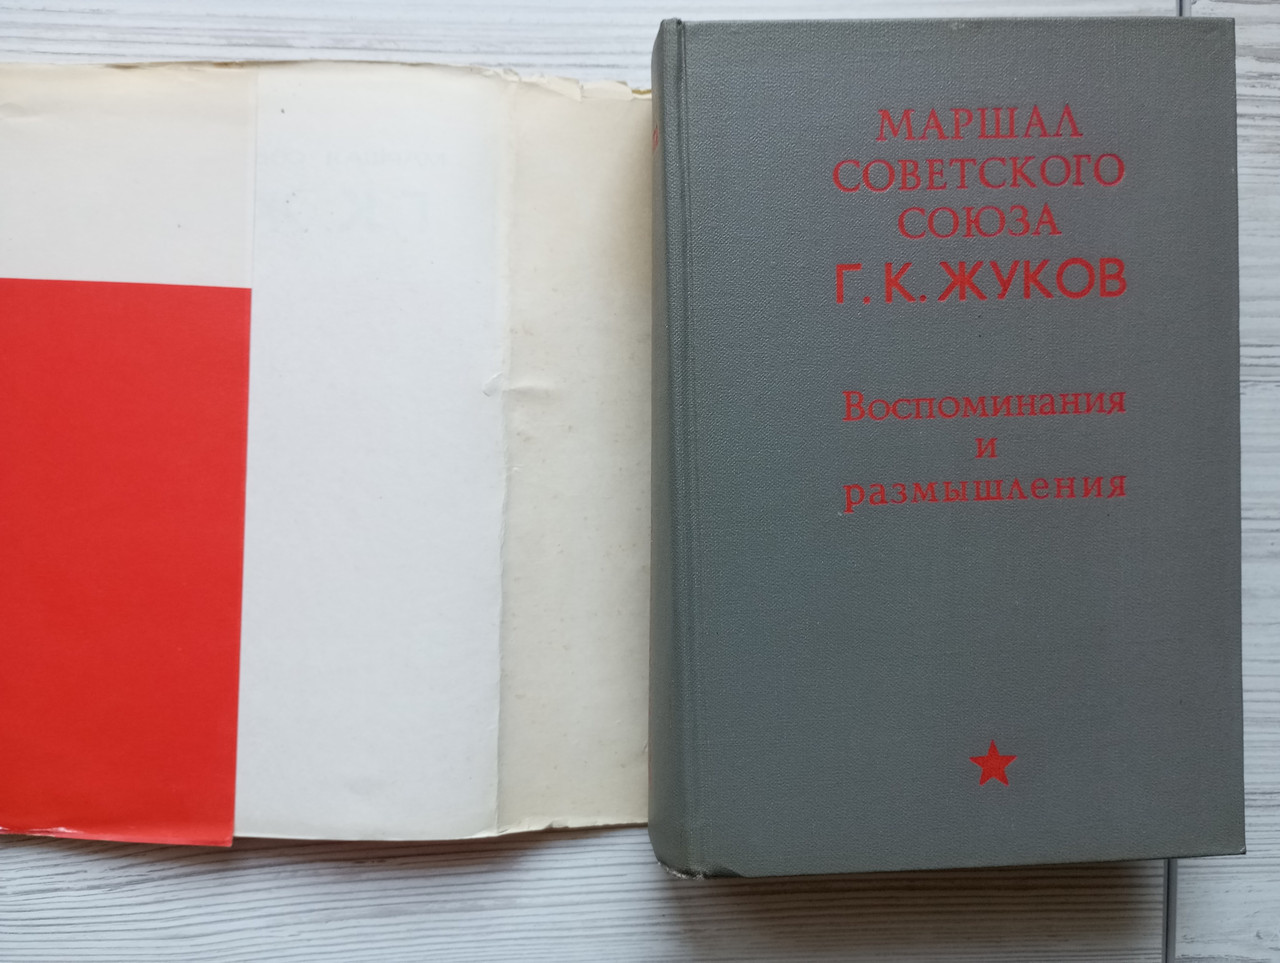 МАРШАЛ
СОВЕТСКОГО
СОЮЗА
Г. К. ЖУКОВ
Воспоминания
и
размышления